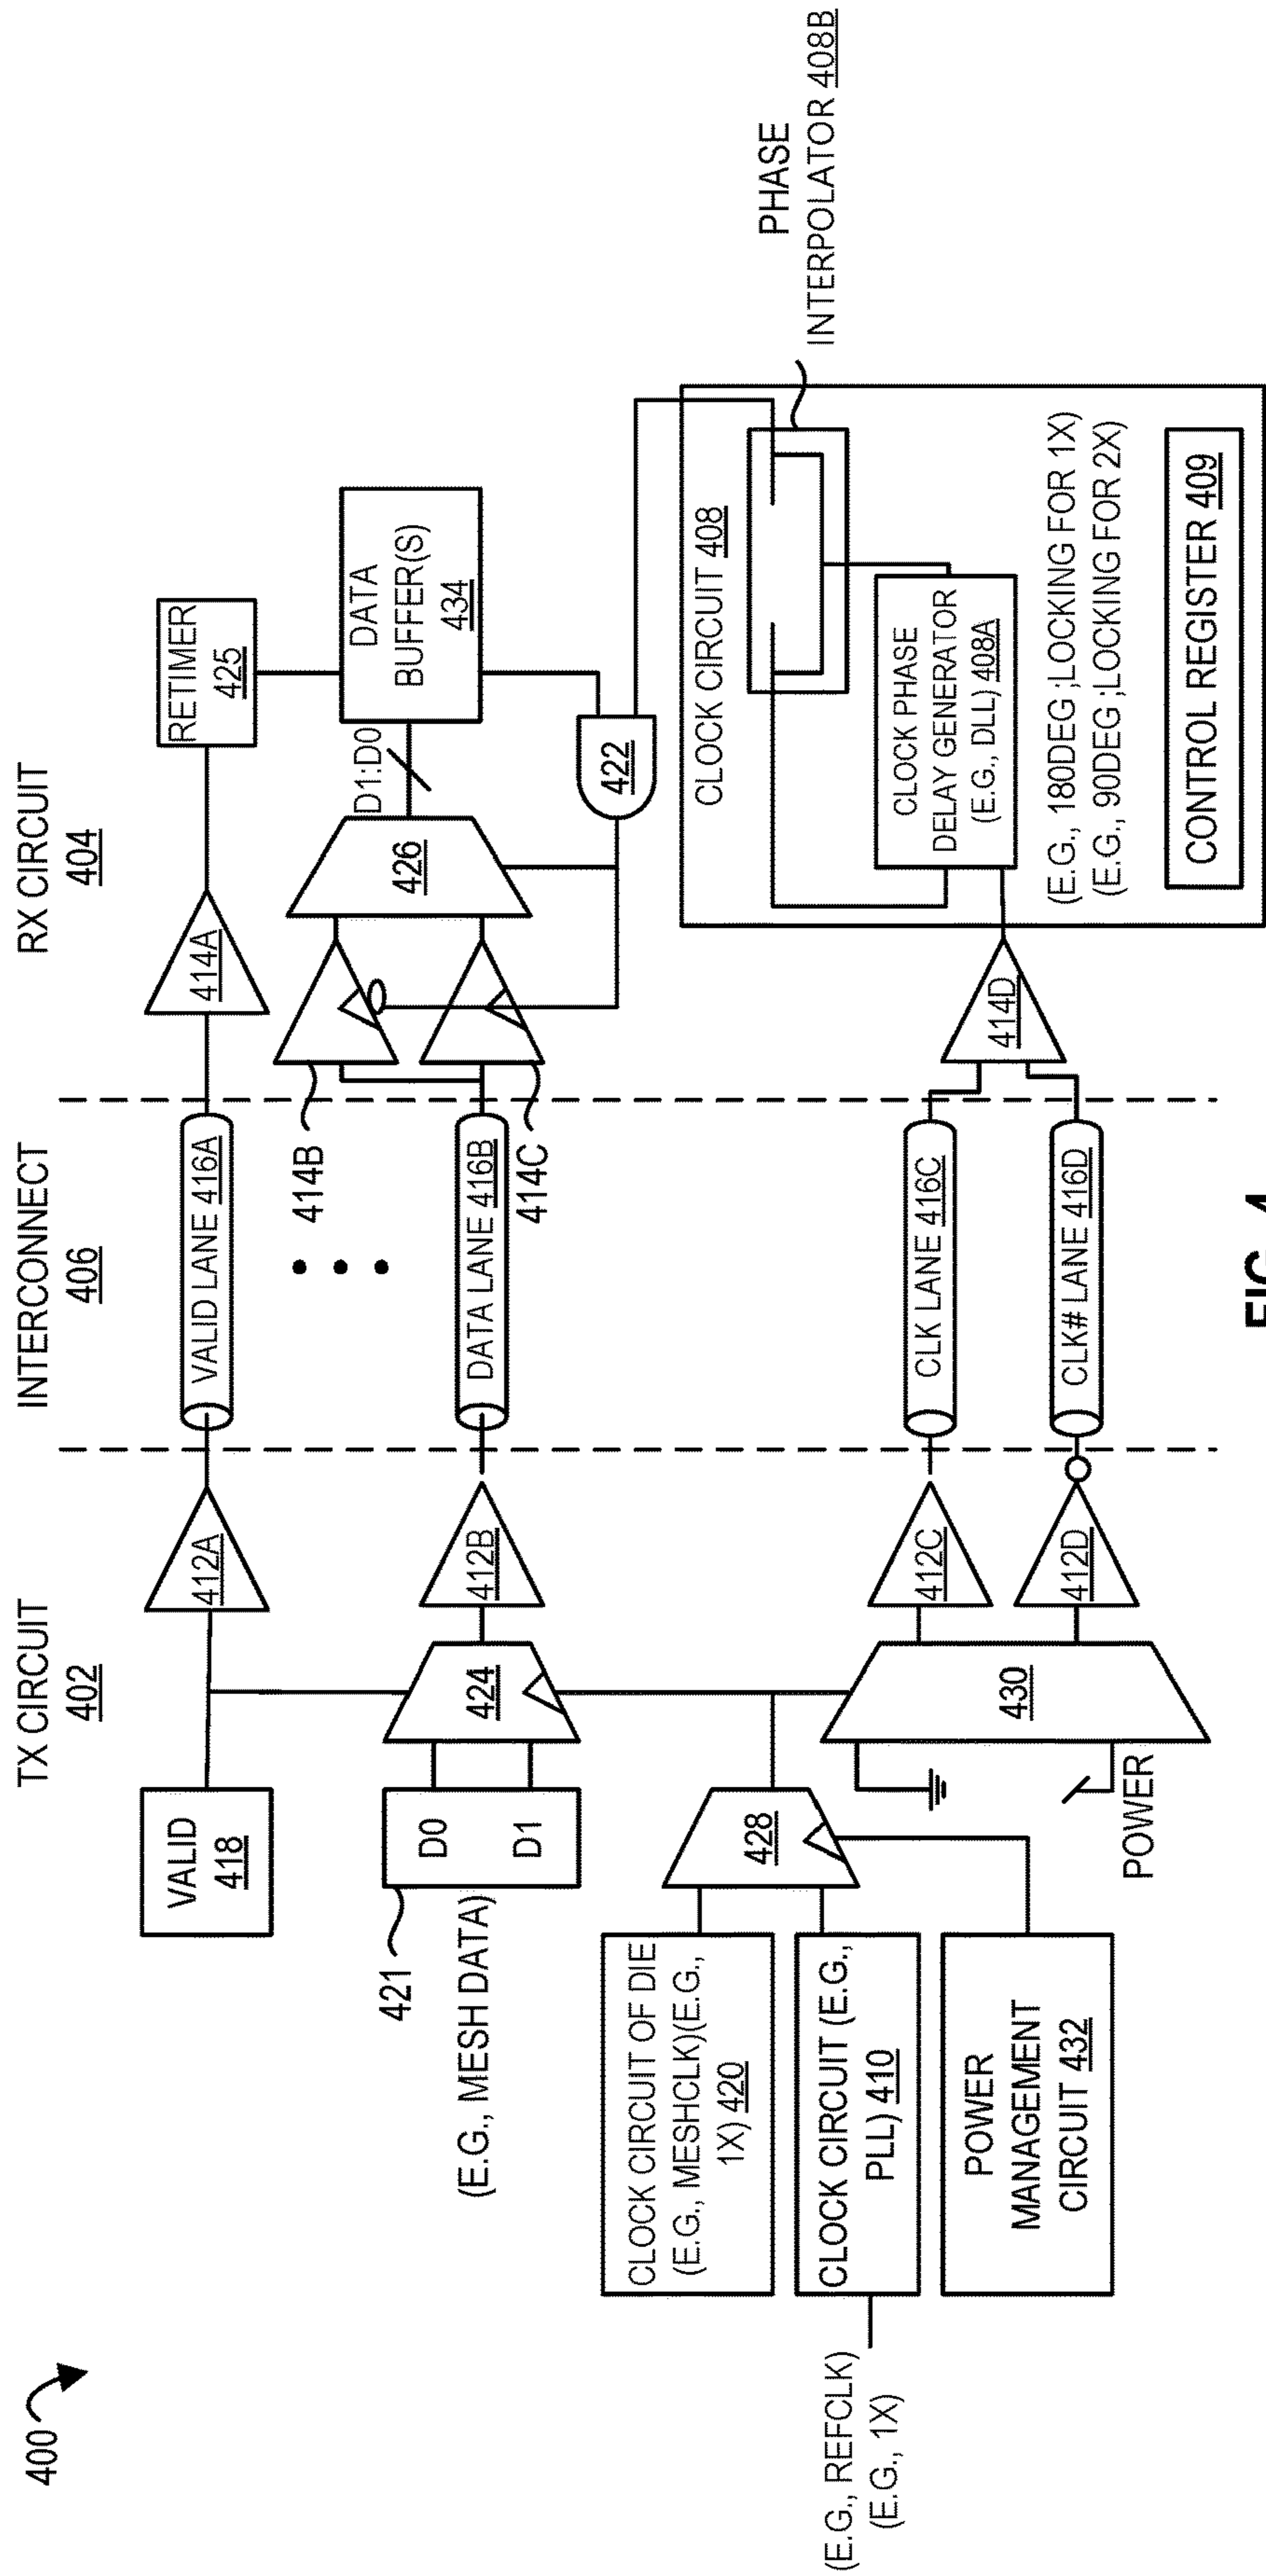 400
TX CIRCUIT
402
INTERCONNECT
406
RX CIRCUIT
404
VALID
418
412A
VALID LANE 416A
414A
RETIMER
425
421
(E.G., MESH DATA)
D0
D1
424
412B
DATA LANE 416B
414B
414C
426
D1:D0
DATA
BUFFER(S)
434
422
CLOCK CIRCUIT OF DIE
(E.G., MESHCLK)(E.G.,
1X) 420
(E.G., REFCLK)
(E.G., 1X)
CLOCK CIRCUIT (E.G.,
PLL) 410
POWER
MANAGEMENT
CIRCUIT 432
428
430
POWER
412C
412D
CLK LANE 416C
CLK# LANE 416D
414D
CLOCK CIRCUIT 408
PHASE
INTERPOLATOR 408B
CLOCK PHASE
DELAY GENERATOR
(E.G., DLL) 408A
(E.G., 180DEG ;LOCKING FOR 1X)
(E.G., 90DEG ;LOCKING FOR 2X)
CONTROL REGISTER 409
FIG. 4